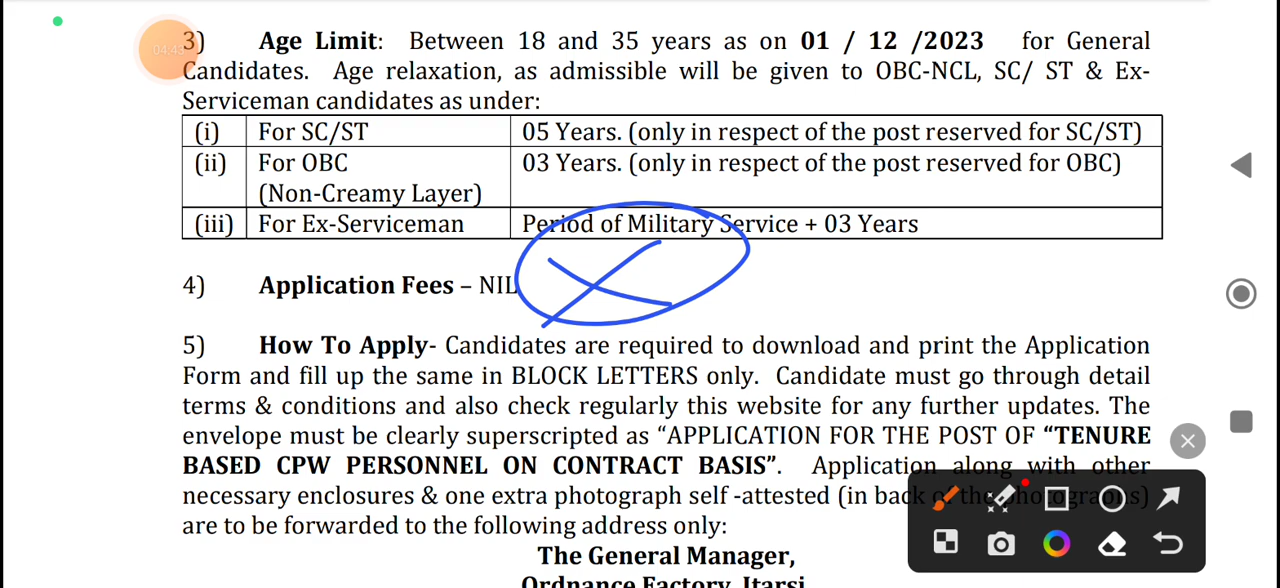 04:43
3) Age Limit: Between 18 and 35 years as on 01 / 12 /2023 for General
Candidates. Age relaxation, as admissible will be given to OBC-NCL, SC/ ST & Ex-
Serviceman candidates as under:
(i) For SC/ST 05 Years. (only in respect of the post reserved for SC/ST)
(ii) For OBC 03 Years. (only in respect of the post reserved for OBC)
(Non-Creamy Layer)
(iii) For Ex-Serviceman Period of Military Service + 03 Years
4) Application Fees – NIL
5) How To Apply- Candidates are required to download and print the Application
Form and fill up the same in BLOCK LETTERS only. Candidate must go through detail
terms & conditions and also check regularly this website for any further updates. The
envelope must be clearly superscripted as “APPLICATION FOR THE POST OF “TENURE
BASED CPW PERSONNEL ON CONTRACT BASIS”. Application along with other
necessary enclosures & one extra photograph self -attested (in back of the photographs)
are to be forwarded to the following address only:
The General Manager,
Ordnance Factory, Itarsi